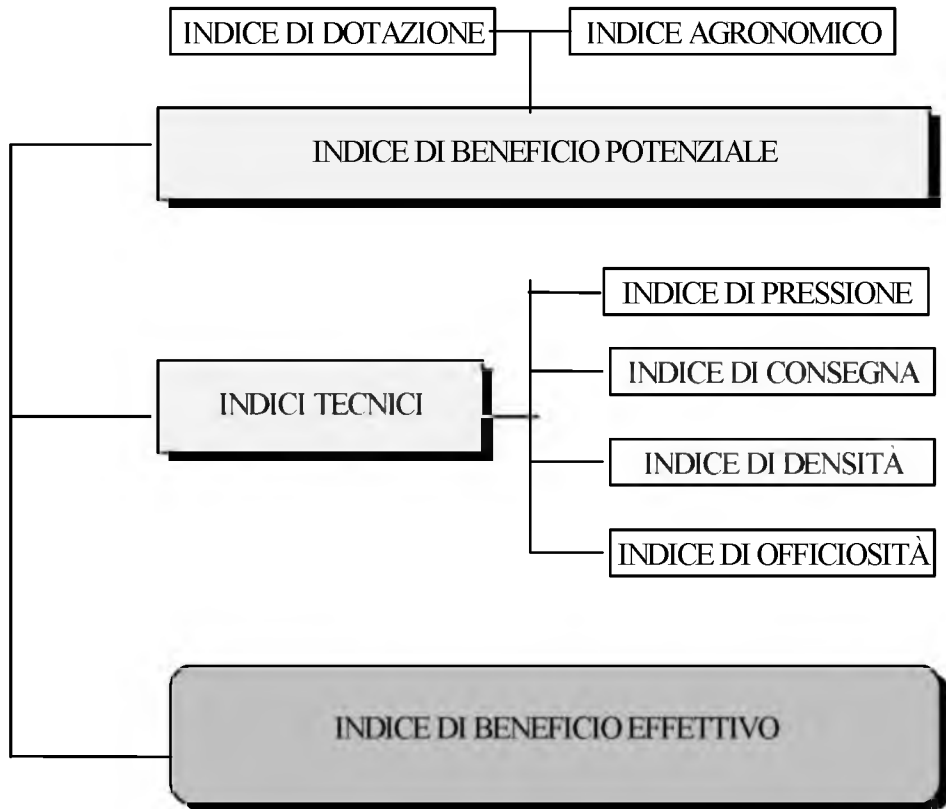 INDICE DI DOTAZIONE
INDICE AGRONOMICO
INDICE DI BENEFICIO POTENZIALE
INDICE DI PRESSIONE
INDICE DI CONSEGNA
INDICI TECNICI
INDICE DI DENSITÀ
INDICE DI OFFICIOSITÀ
INDICE DI BENEFICIO EFFETTIVO